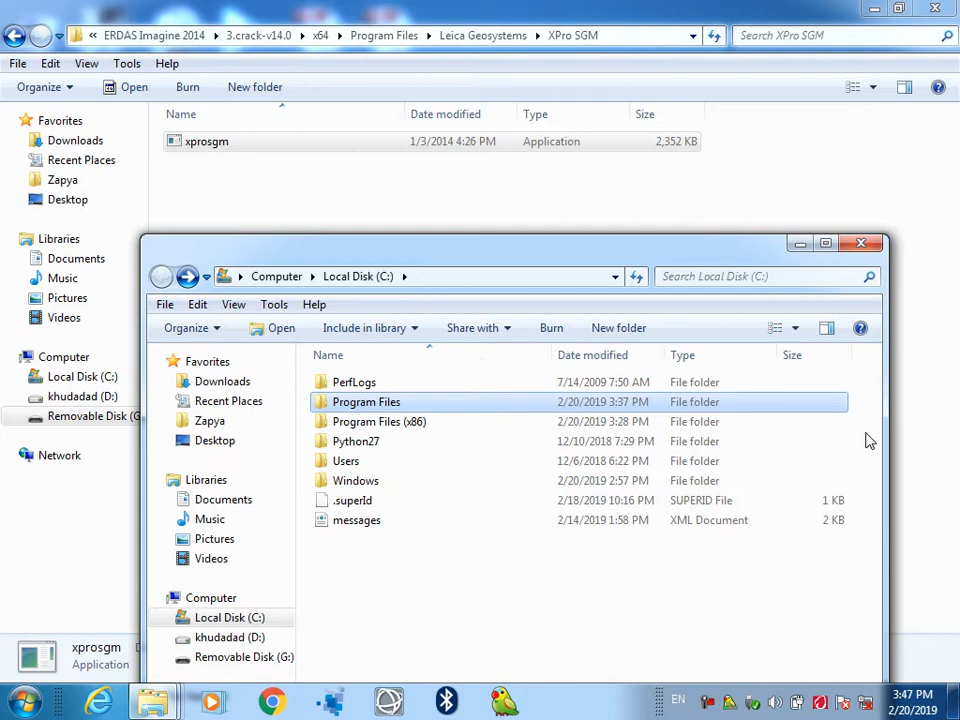 « ERDAS Imagine 2014 ▸ 3.crack-v14.0 ▸ x64 ▸ Program Files ▸ Leica Geosystems ▸ XPro SGM Search XPro SGM
File Edit View Tools Help
Organize Open Burn New folder
Name Date modified Type Size
Favorites
xprosgm 1/3/2014 4:26 PM Application 2,352 KB
Downloads
Recent Places
Zapya
Desktop
Libraries
Documents
Music
Pictures
Videos
Computer
Local Disk (C:)
khudadad (D:)
Removable Disk (G
Network
xprosgm
Application
Computer ▸ Local Disk (C:) ▸ Search Local Disk (C:)
File Edit View Tools Help
Organize Open Include in library Share with Burn New folder
Name Date modified Type Size
Favorites
Downloads
Recent Places
Zapya
Desktop
Libraries
Documents
Music
Pictures
Videos
Computer
Local Disk (C:)
khudadad (D:)
Removable Disk (G:)
PerfLogs 7/14/2009 7:50 AM File folder
Program Files 2/20/2019 3:37 PM File folder
Program Files (x86) 2/20/2019 3:28 PM File folder
Python27 12/10/2018 7:29 PM File folder
Users 12/6/2018 6:22 PM File folder
Windows 2/20/2019 2:57 PM File folder
.superId 2/18/2019 10:16 PM SUPERID File 1 KB
messages 2/14/2019 1:58 PM XML Document 2 KB
EN
3:47 PM
2/20/2019